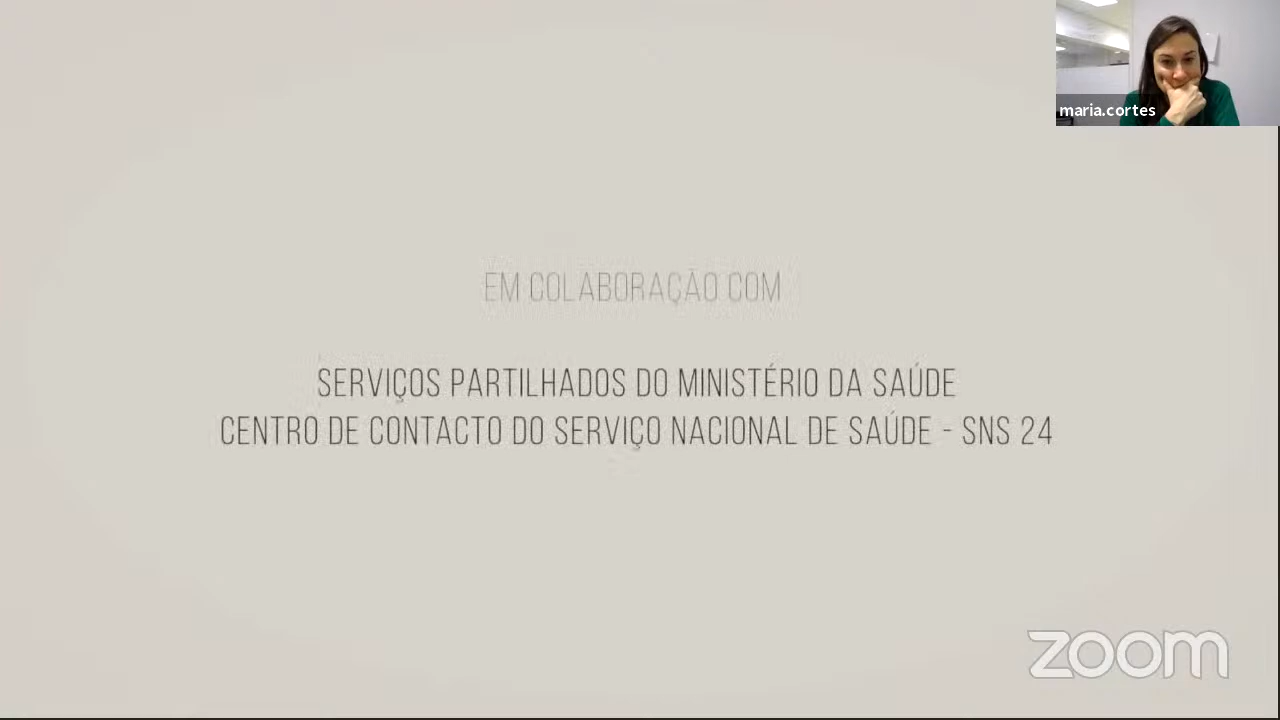 maria.cortes
EM COLABORAÇÃO COM
SERVIÇOS PARTILHADOS DO MINISTÉRIO DA SAÚDE
CENTRO DE CONTACTO DO SERVIÇO NACIONAL DE SAÚDE - SNS 24
zoom